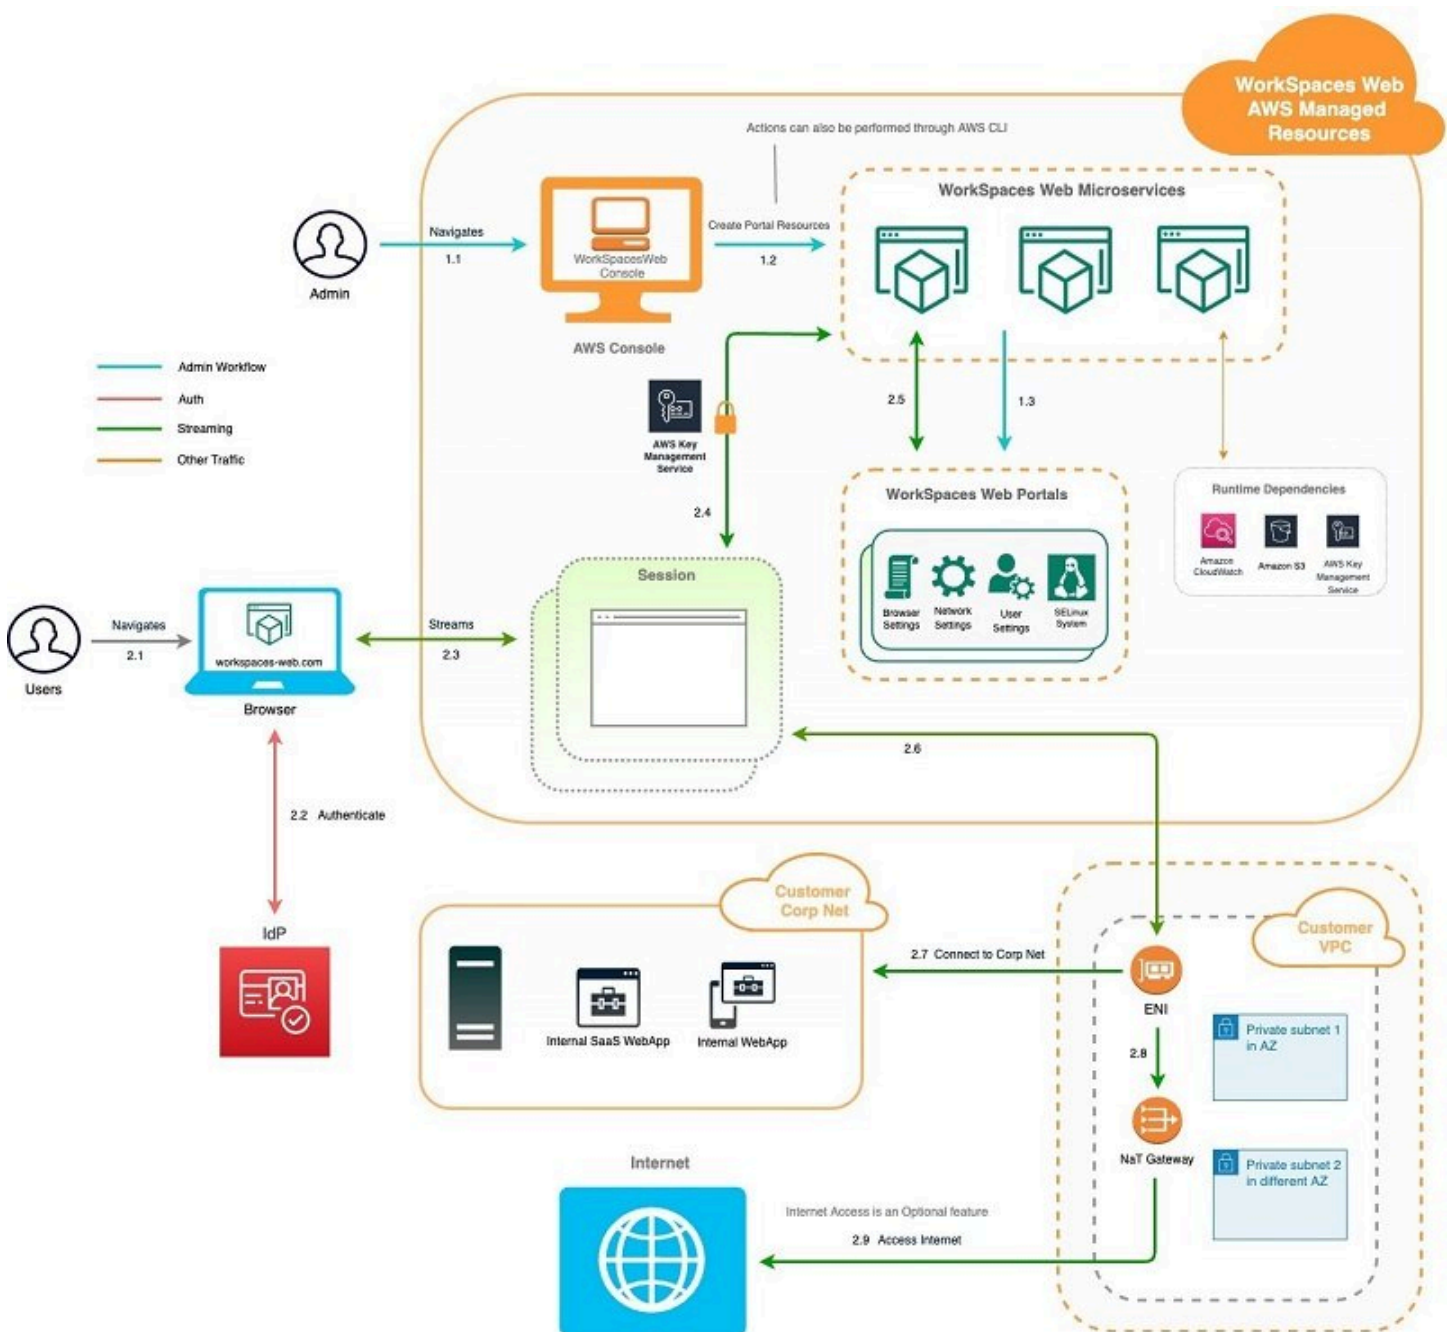 WorkSpaces Web
AWS Managed
Resources
Actions can also be performed through AWS CLI
WorkSpaces Web Microservices
Navigates
1.1
Create Portal Resources
1.2
WorkSpacesWeb
Console
Admin
AWS Console
Admin Workflow
Auth
Streaming
Other Traffic
2.5
1.3
AWS Key
Management
Service
2.4
WorkSpaces Web Portals
Browser
Settings
Network
Settings
User
Settings
SELinux
System
Runtime Dependencies
Amazon
CloudWatch
Amazon S3
AWS Key
Management
Service
Session
Navigates
2.1
Users
workspaces-web.com
Browser
Streams
2.3
2.6
2.2 Authenticate
IdP
Customer
Corp Net
Internal SaaS WebApp
Internal WebApp
2.7 Connect to Corp Net
Customer
VPC
ENI
2.8
Private subnet 1
in AZ
NaT Gateway
Private subnet 2
in different AZ
Internet
Internet Access is an Optional feature
2.9 Access Internet